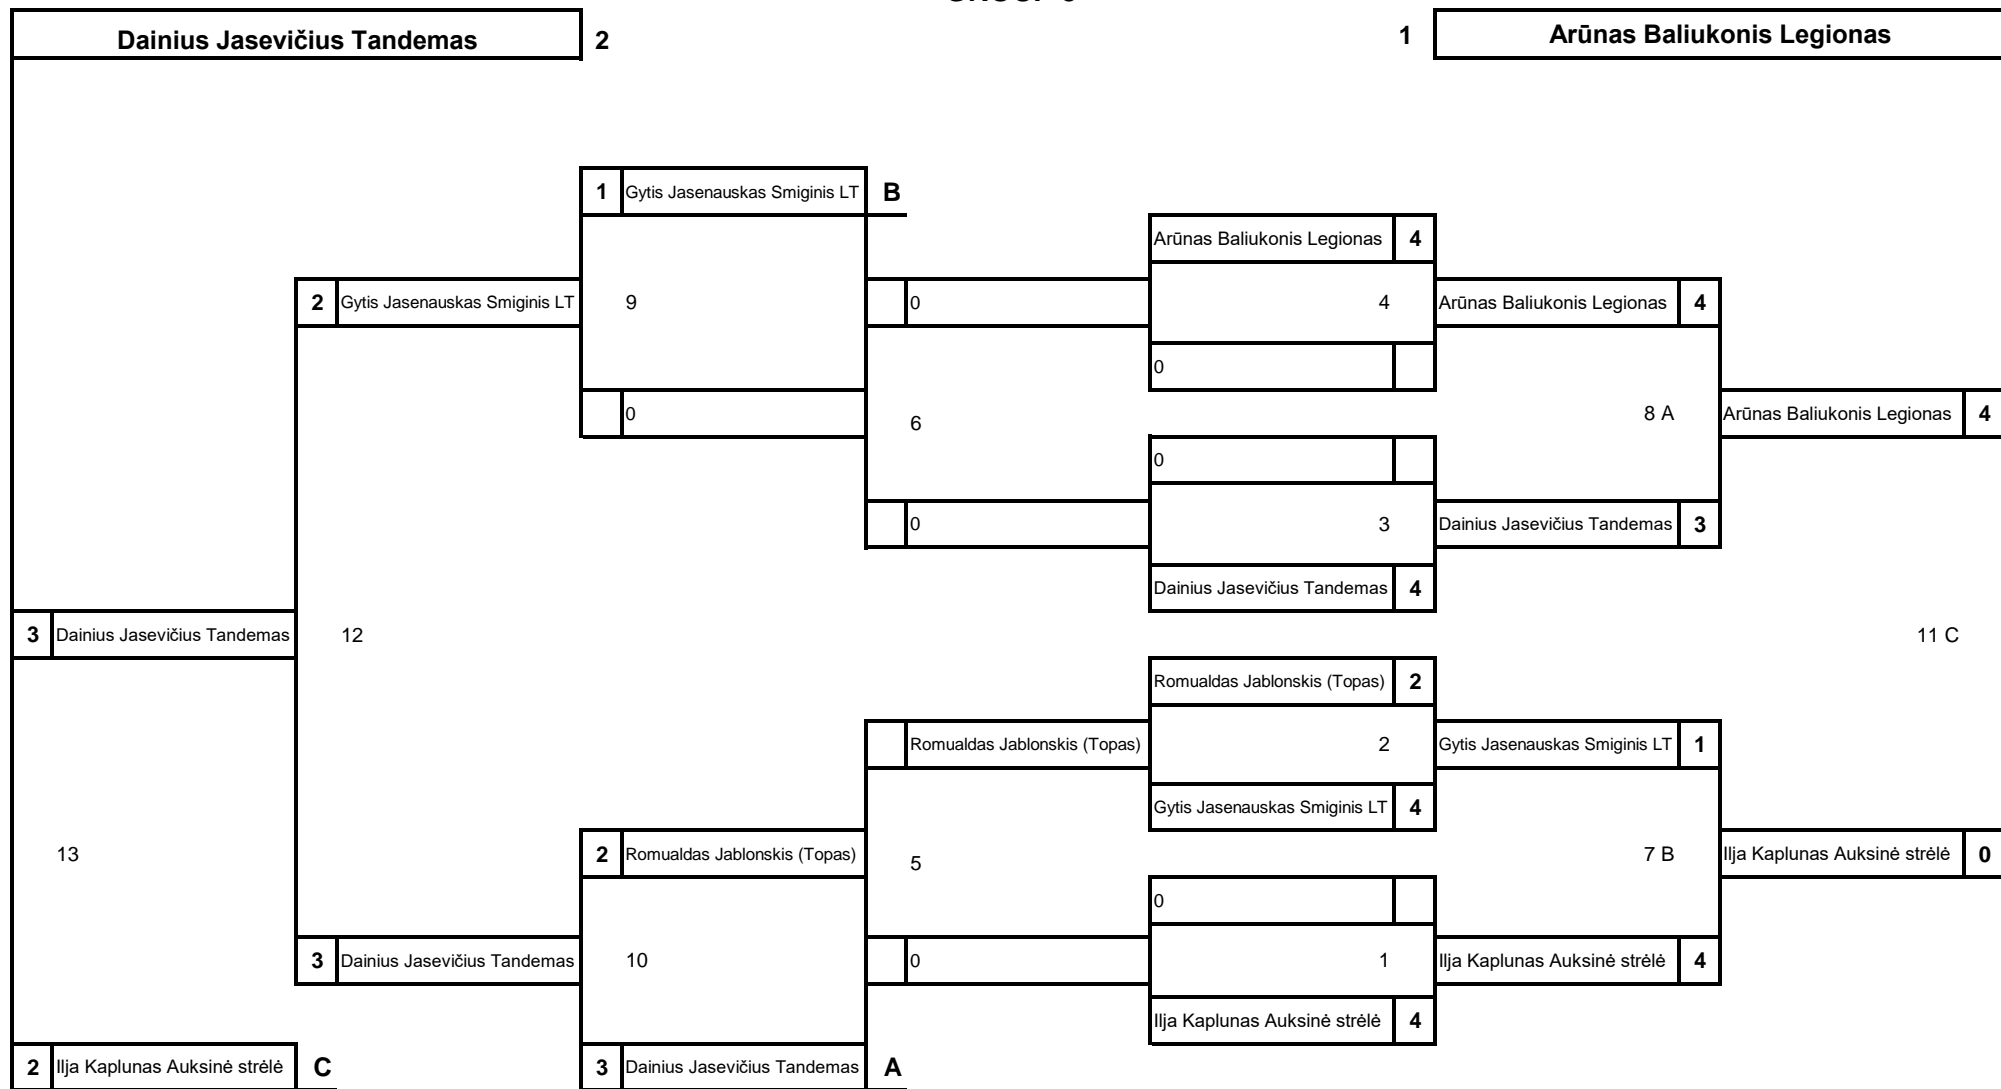 Dainius Jasevičius Tandemas 2 1 Arūnas Baliukonis Legionas
1 Gytis Jasenauskas Smiginis LT B
Arūnas Baliukonis Legionas 4
2 Gytis Jasenauskas Smiginis LT 9 0 4 Arūnas Baliukonis Legionas 4
0
0 6 8 A Arūnas Baliukonis Legionas 4
0
0 3 Dainius Jasevičius Tandemas 3
Dainius Jasevičius Tandemas 4
3 Dainius Jasevičius Tandemas 12 11 C
Romualdas Jablonskis (Topas) 2
Romualdas Jablonskis (Topas) 2 Gytis Jasenauskas Smiginis LT 1
Gytis Jasenauskas Smiginis LT 4
13 2 Romualdas Jablonskis (Topas) 5 7 B Ilja Kaplunas Auksinė strėlė 0
0
3 Dainius Jasevičius Tandemas 10 0 1 Ilja Kaplunas Auksinė strėlė 4
Ilja Kaplunas Auksinė strėlė 4
2 Ilja Kaplunas Auksinė strėlė C 3 Dainius Jasevičius Tandemas A